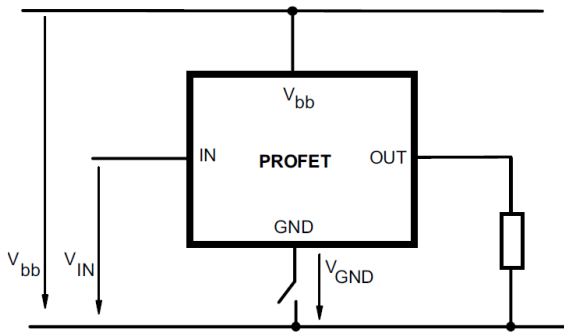 Vbb
IN
PROFET
OUT
GND
Vbb
VIN
VGND